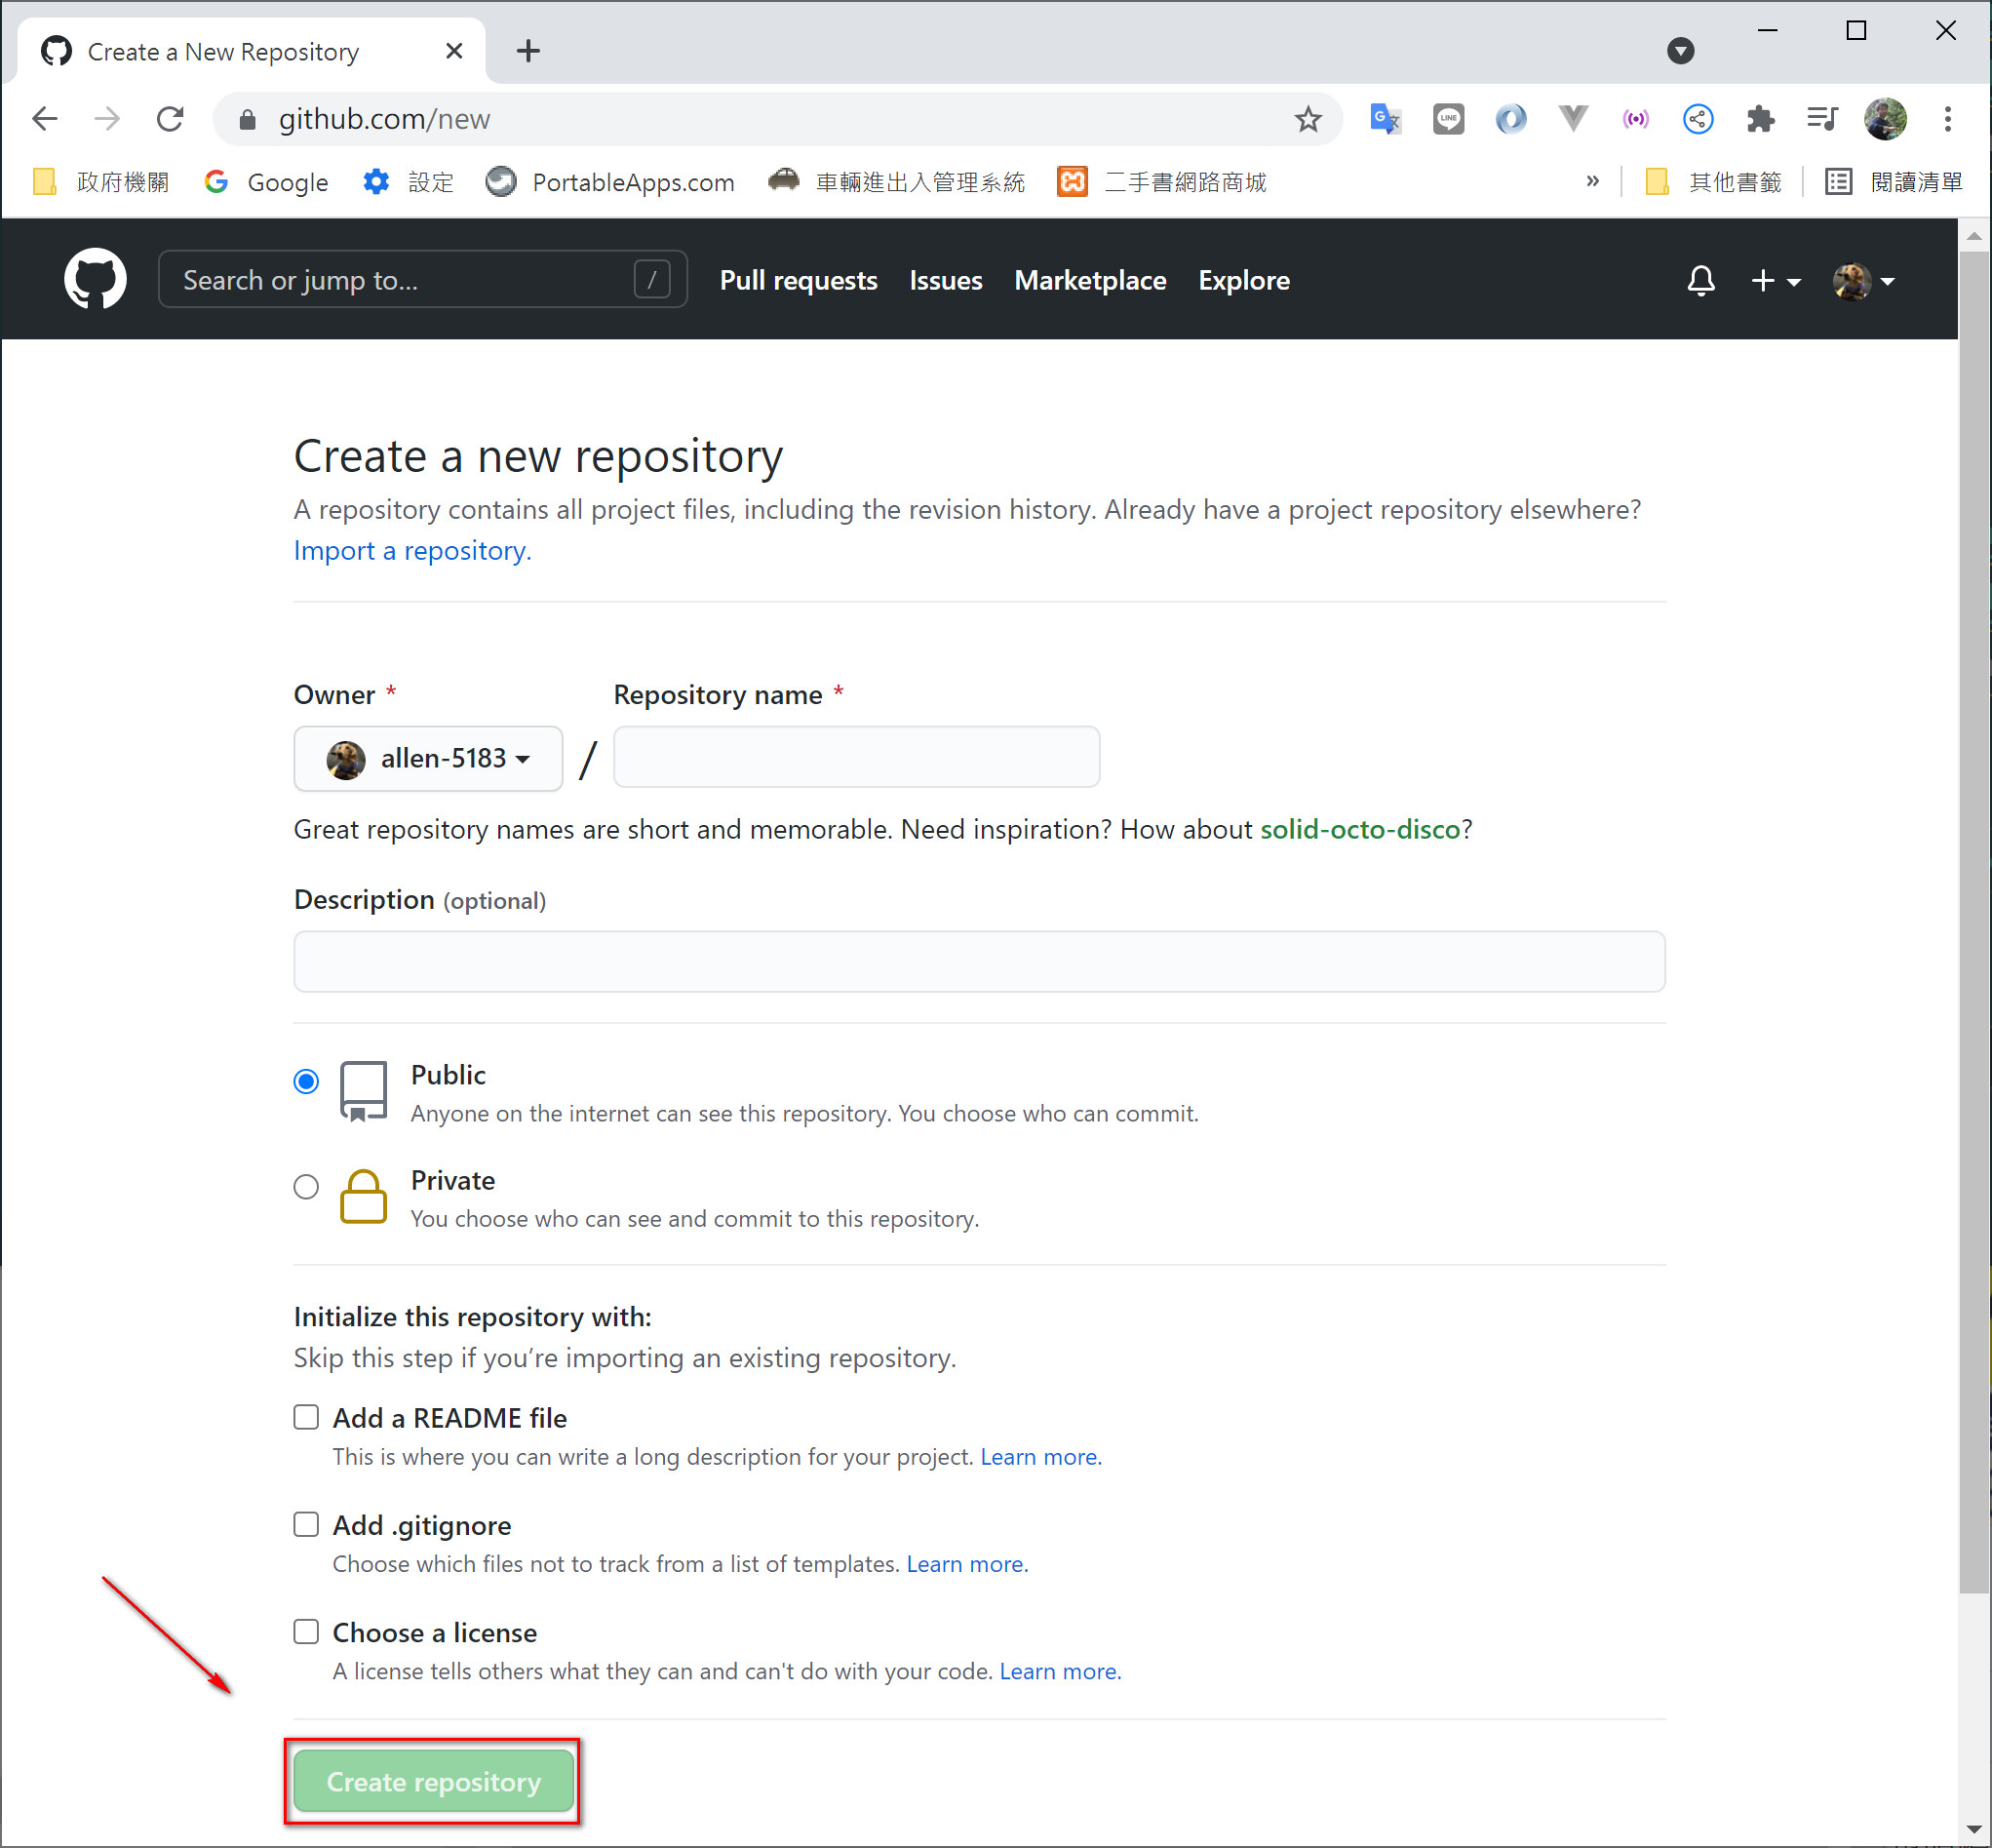 Create a New Repository
github.com/new
LINE
政府機關 Google 設定 PortableApps.com 車輛進出入管理系統 二手書網路商城 » 其他書籤 閱讀清單
Search or jump to... / Pull requests Issues Marketplace Explore
Create a new repository
A repository contains all project files, including the revision history. Already have a project repository elsewhere?
Import a repository.
Owner * Repository name *
allen-5183 /
Great repository names are short and memorable. Need inspiration? How about solid-octo-disco?
Description (optional)
Public
Anyone on the internet can see this repository. You choose who can commit.
Private
You choose who can see and commit to this repository.
Initialize this repository with:
Skip this step if you’re importing an existing repository.
Add a README file
This is where you can write a long description for your project. Learn more.
Add .gitignore
Choose which files not to track from a list of templates. Learn more.
Choose a license
A license tells others what they can and can't do with your code. Learn more.
Create repository